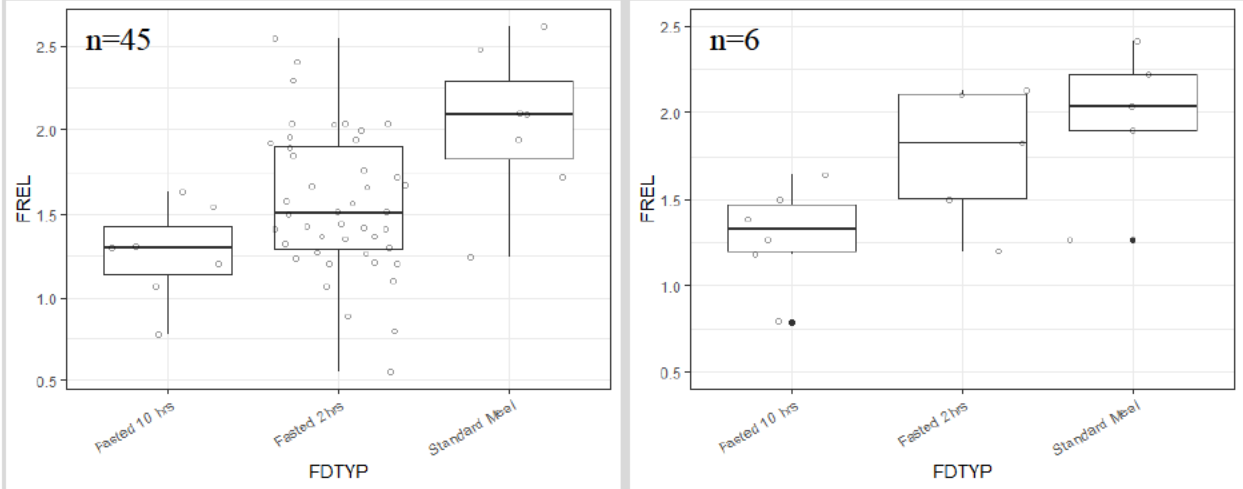 n=45
2.5
2.0
1.5
1.0
0.5
FREL
Fasted 10 hrs
Fasted 2hrs
Standard Meal
FDTYP
n=6
2.5
2.0
1.5
1.0
0.5
FREL
Fasted 10 hrs
Fasted 2hrs
Standard Meal
FDTYP